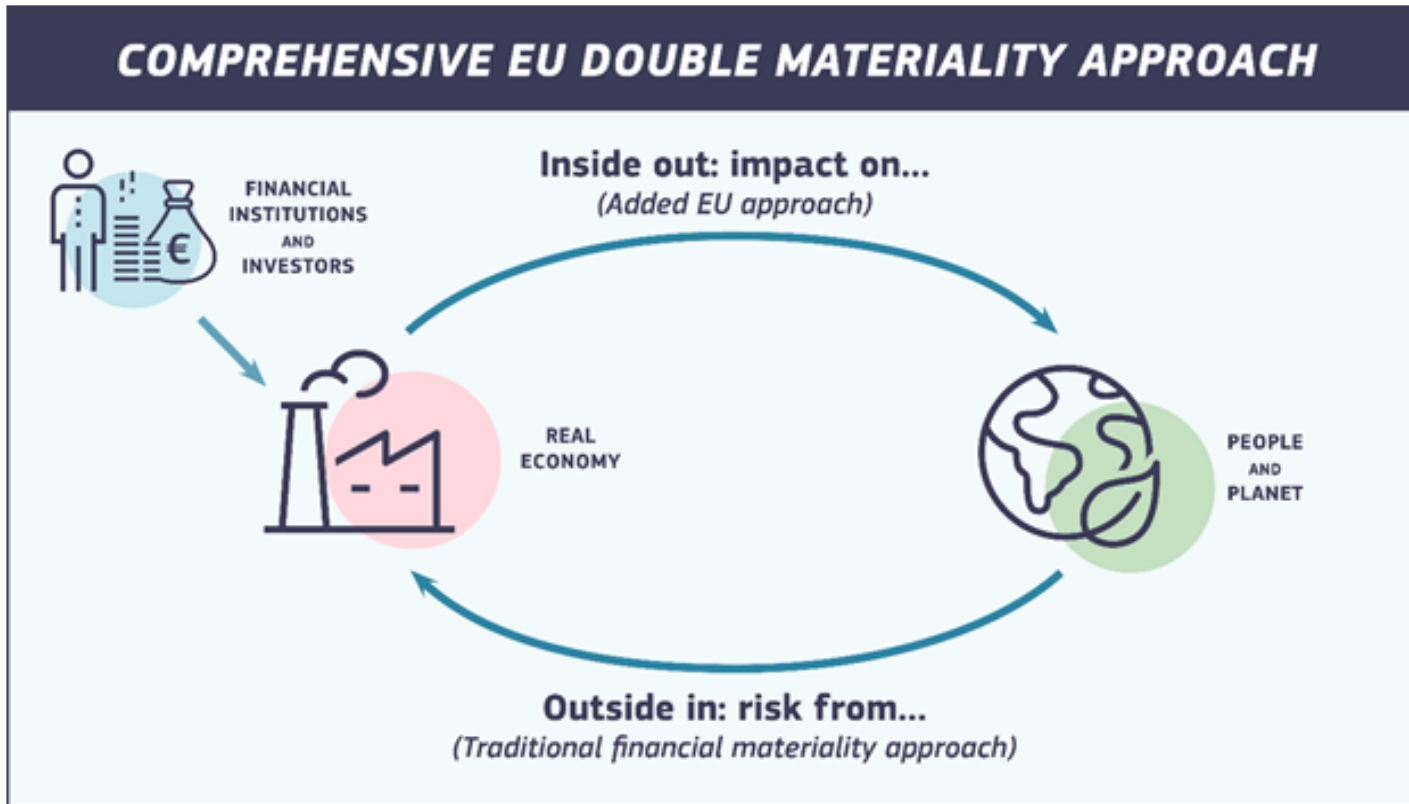 COMPREHENSIVE EU DOUBLE MATERIALITY APPROACH
FINANCIAL
INSTITUTIONS
AND
INVESTORS
€
Inside out: impact on...
(Added EU approach)
REAL
ECONOMY
PEOPLE
AND
PLANET
Outside in: risk from...
(Traditional financial materiality approach)